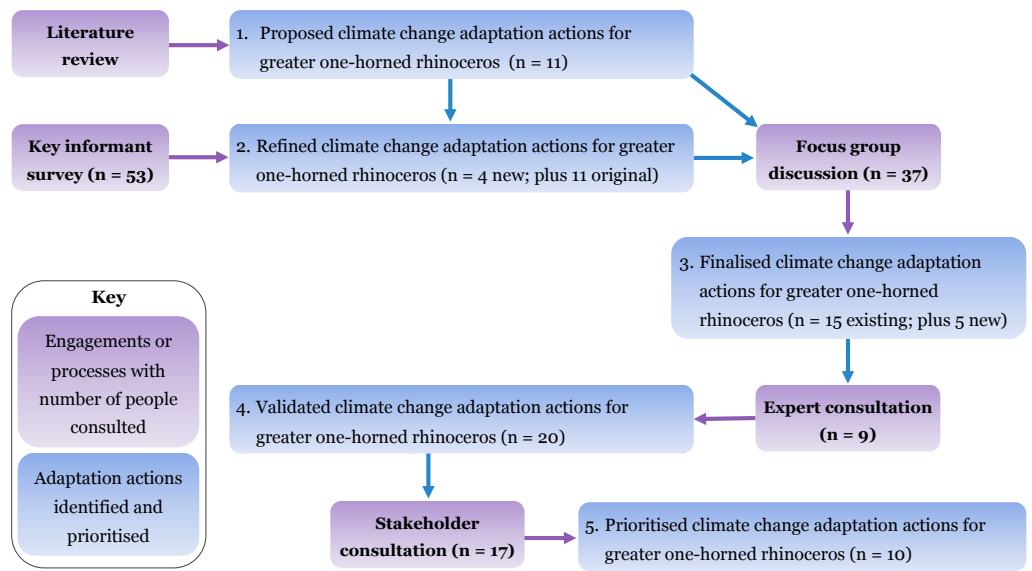 Literature
review
1. Proposed climate change adaptation actions for
greater one-horned rhinoceros (n = 11)
Key informant
survey (n = 53)
2. Refined climate change adaptation actions for greater
one-horned rhinoceros (n = 4 new; plus 11 original)
Focus group
discussion (n = 37)
3. Finalised climate change adaptation
actions for greater one-horned
rhinoceros (n = 15 existing; plus 5 new)
Key
Engagements or
processes with
number of people
consulted
Adaptation actions
identified and
prioritised
Expert consultation
(n = 9)
4. Validated climate change adaptation actions for
greater one-horned rhinoceros (n = 20)
Stakeholder
consultation (n = 17)
5. Prioritised climate change adaptation actions for
greater one-horned rhinoceros (n = 10)